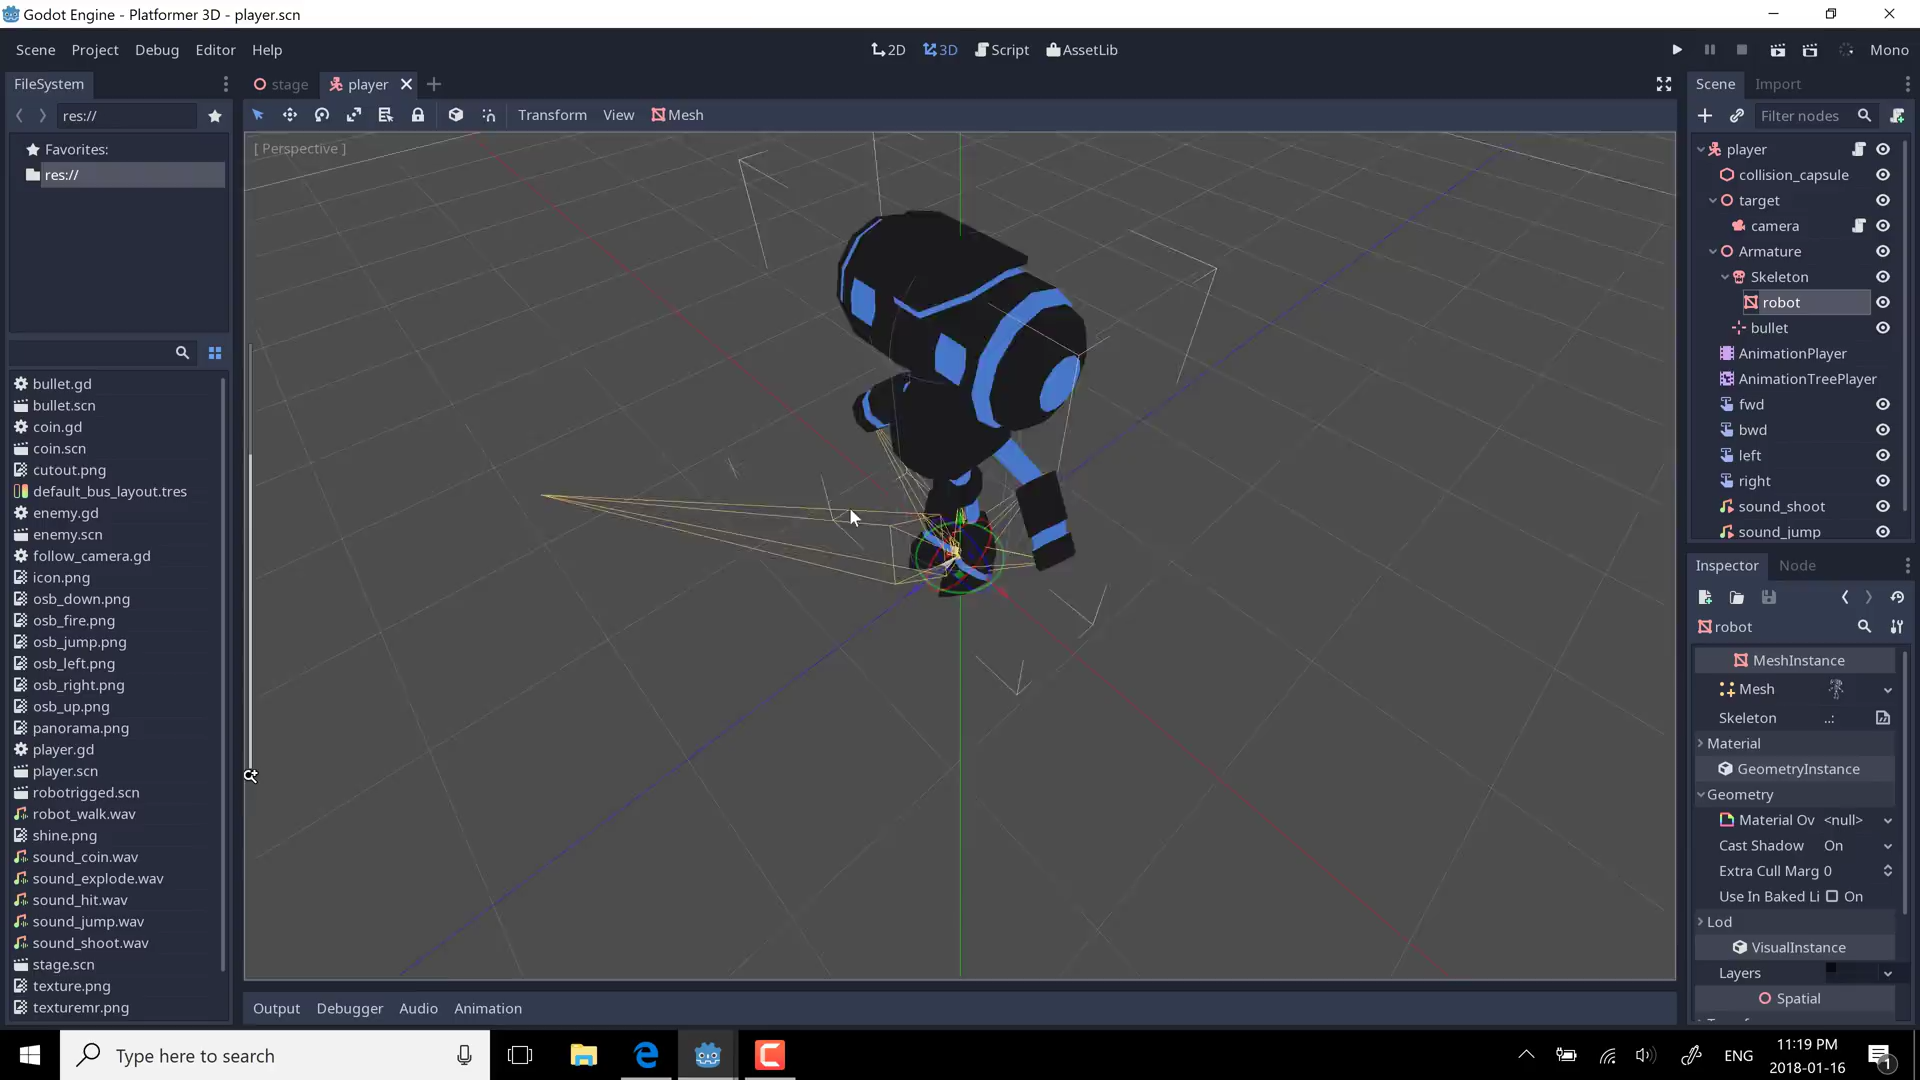 Godot Engine - Platformer 3D - player.scn
Scene Project Debug Editor Help
2D 3D Script AssetLib
Mono
FileSystem
stage player
Scene Import
res://
Transform View Mesh
Filter nodes
Favorites:
res://
[ Perspective ]
bullet.gd
bullet.scn
coin.gd
coin.scn
cutout.png
default_bus_layout.tres
enemy.gd
enemy.scn
follow_camera.gd
icon.png
osb_down.png
osb_fire.png
osb_jump.png
osb_left.png
osb_right.png
osb_up.png
panorama.png
player.gd
player.scn
robotrigged.scn
robot_walk.wav
shine.png
sound_coin.wav
sound_explode.wav
sound_hit.wav
sound_jump.wav
sound_shoot.wav
stage.scn
texture.png
texturemr.png
player
collision_capsule
target
camera
Armature
Skeleton
robot
bullet
AnimationPlayer
AnimationTreePlayer
fwd
bwd
left
right
sound_shoot
sound_jump
Inspector Node
robot
MeshInstance
Mesh
Skeleton ..:
Material
GeometryInstance
Geometry
Material Ov <null>
Cast Shadow On
Extra Cull Marg 0
Use In Baked Li On
Lod
VisualInstance
Layers
Spatial
Output Debugger Audio Animation
Type here to search
ENG
11:19 PM
2018-01-16
1